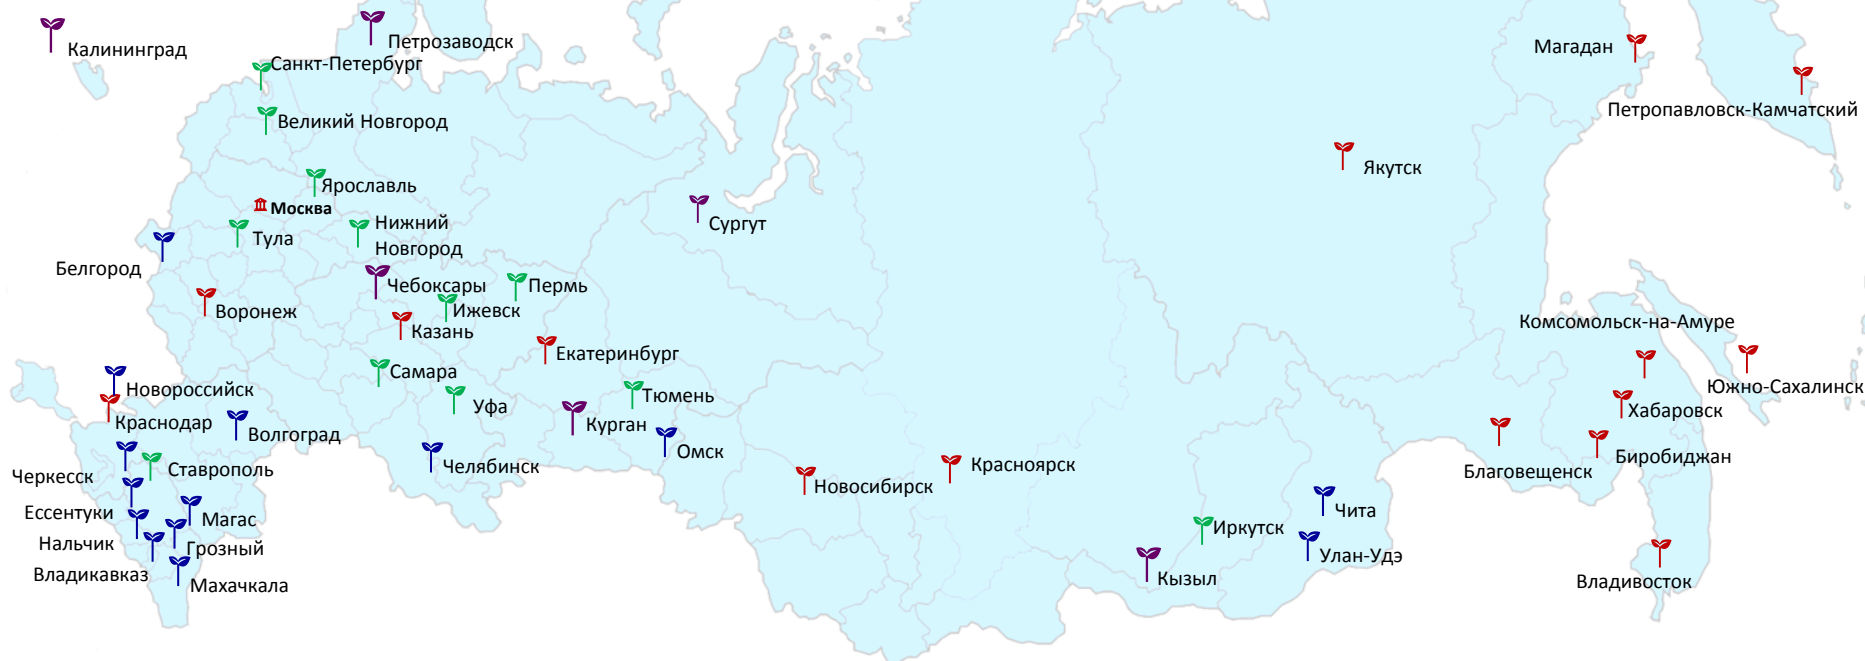 Калининград
Петрозаводск
Санкт-Петербург
Магадан
Петропавловск-Камчатский
Великий Новгород
Якутск
Ярославль
Москва
Сургут
Нижний
Новгород
Тула
Белгород
Чебоксары
Пермь
Ижевск
Воронеж
Казань
Комсомольск-на-Амуре
Екатеринбург
Самара
Новороссийск
Южно-Сахалинск
Тюмень
Уфа
Хабаровск
Краснодар
Курган
Волгоград
Омск
Биробиджан
Челябинск
Красноярск
Ставрополь
Благовещенск
Черкесск
Новосибирск
Чита
Ессентуки
Магас
Иркутск
Нальчик
Грозный
Улан-Удэ
Владикавказ
Кызыл
Владивосток
Махачкала